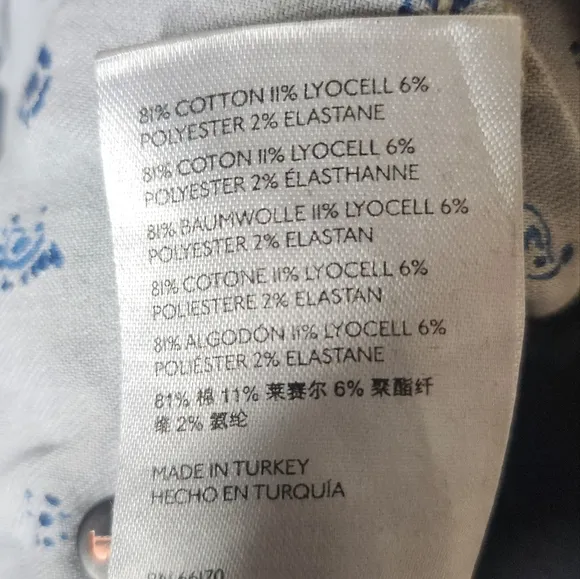 81% COTTON 11% LYOCELL 6%
POLYESTER 2% ELASTANE
81% COTON 11% LYOCELL 6%
POLYESTER 2% ÉLASTHANNE
81% BAUMWOLLE 11% LYOCELL 6%
POLYESTER 2% ELASTAN
81% COTONE 11% LYOCELL 6%
POLIESTERE 2% ELASTAN
81% ALGODÓN 11% LYOCELL 6%
POLIÉSTER 2% ELASTANE
81% 棉 11% 莱赛尔 6% 聚酯纤
维 2% 氨纶
MADE IN TURKEY
HECHO EN TURQUÍA